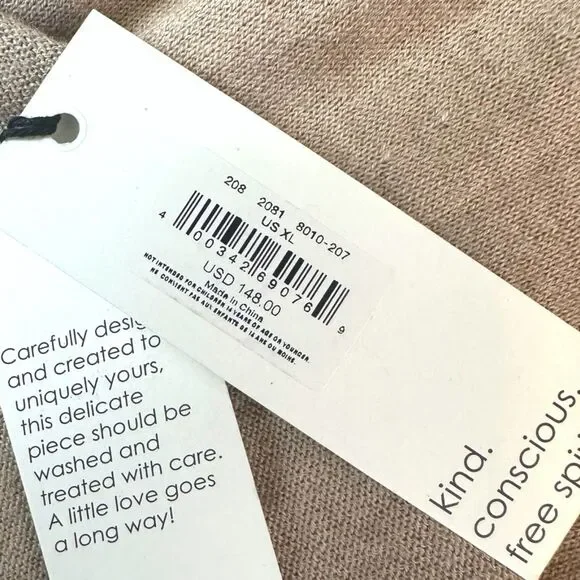 208 2081 8010-207
US XL
4 003421690766 9
USD 148.00
Made in China
NOT INTENDED FOR CHILDREN 14 YEARS OF AGE OR YOUNGER.
NE CONVIENT PAS AUX ENFANTS DE 14 ANS OU MOINS.
Carefully desig
and created to
uniquely yours,
this delicate
piece should be
washed and
treated with care.
A little love goes
a long way!
kind.
conscious.
free spi